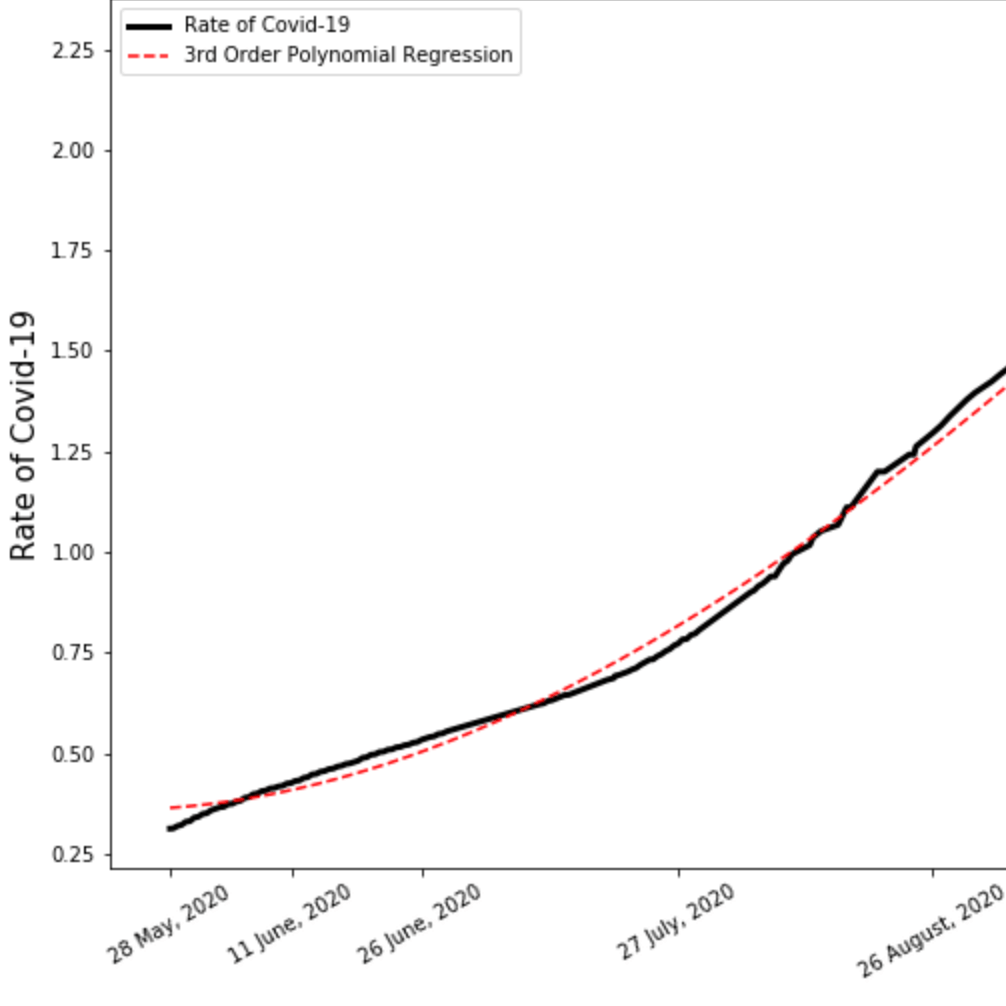 Rate of Covid-19
3rd Order Polynomial Regression
2.25
2.00
1.75
1.50
1.25
1.00
0.75
0.50
0.25
Rate of Covid-19
28 May, 2020
11 June, 2020
26 June, 2020
27 July, 2020
26 August, 2020